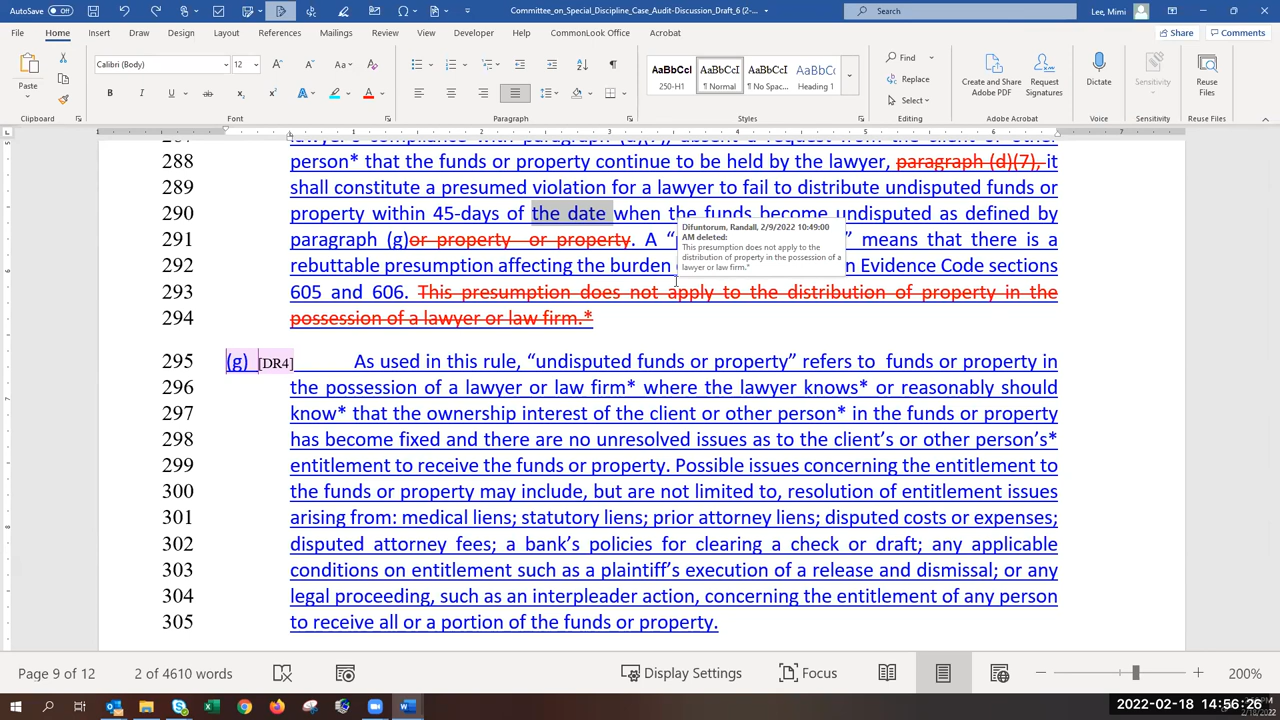 AutoSave Off Committee_on_Special_Discipline_Case_Audit-Discussion_Draft_6 (2-... Search Lee, Mimi
File Home Insert Draw Design Layout References Mailings Review View Developer Help CommonLook Office Acrobat Share Comments
Calibri (Body) 12 Aa AaBbCcI AaBbCcI AaBbCcI AaBbCcI Find Replace Select
Paste B I U ab A A 250-H1 ¶ Normal ¶ No Spac... Heading 1 Create and Share Adobe PDF Request Signatures Dictate Sensitivity Reuse Files
Clipboard Font Paragraph Styles Editing Adobe Acrobat Voice Sensitivity Reuse Files
1 1 2 3 4 5 6 7
288 person* that the funds or property continue to be held by the lawyer, paragraph (d)(7), it
289 shall constitute a presumed violation for a lawyer to fail to distribute undisputed funds or
290 property within 45-days of the date when the funds become undisputed as defined by
291 paragraph (g)or property or property. A “ ” means that there is a
292 rebuttable presumption affecting the burden n Evidence Code sections
293 605 and 606. This presumption does not apply to the distribution of property in the
294 possession of a lawyer or law firm.*
Difuntorum, Randall, 2/9/2022 10:49:00
AM deleted:
This presumption does not apply to the
distribution of property in the possession of a
lawyer or law firm.*
295 (g) [DR4] As used in this rule, “undisputed funds or property” refers to funds or property in
296 the possession of a lawyer or law firm* where the lawyer knows* or reasonably should
297 know* that the ownership interest of the client or other person* in the funds or property
298 has become fixed and there are no unresolved issues as to the client’s or other person’s*
299 entitlement to receive the funds or property. Possible issues concerning the entitlement to
300 the funds or property may include, but are not limited to, resolution of entitlement issues
301 arising from: medical liens; statutory liens; prior attorney liens; disputed costs or expenses;
302 disputed attorney fees; a bank’s policies for clearing a check or draft; any applicable
303 conditions on entitlement such as a plaintiff’s execution of a release and dismissal; or any
304 legal proceeding, such as an interpleader action, concerning the entitlement of any person
305 to receive all or a portion of the funds or property.
Page 9 of 12 2 of 4610 words Display Settings Focus 200%
2022-02-18 14:56:26